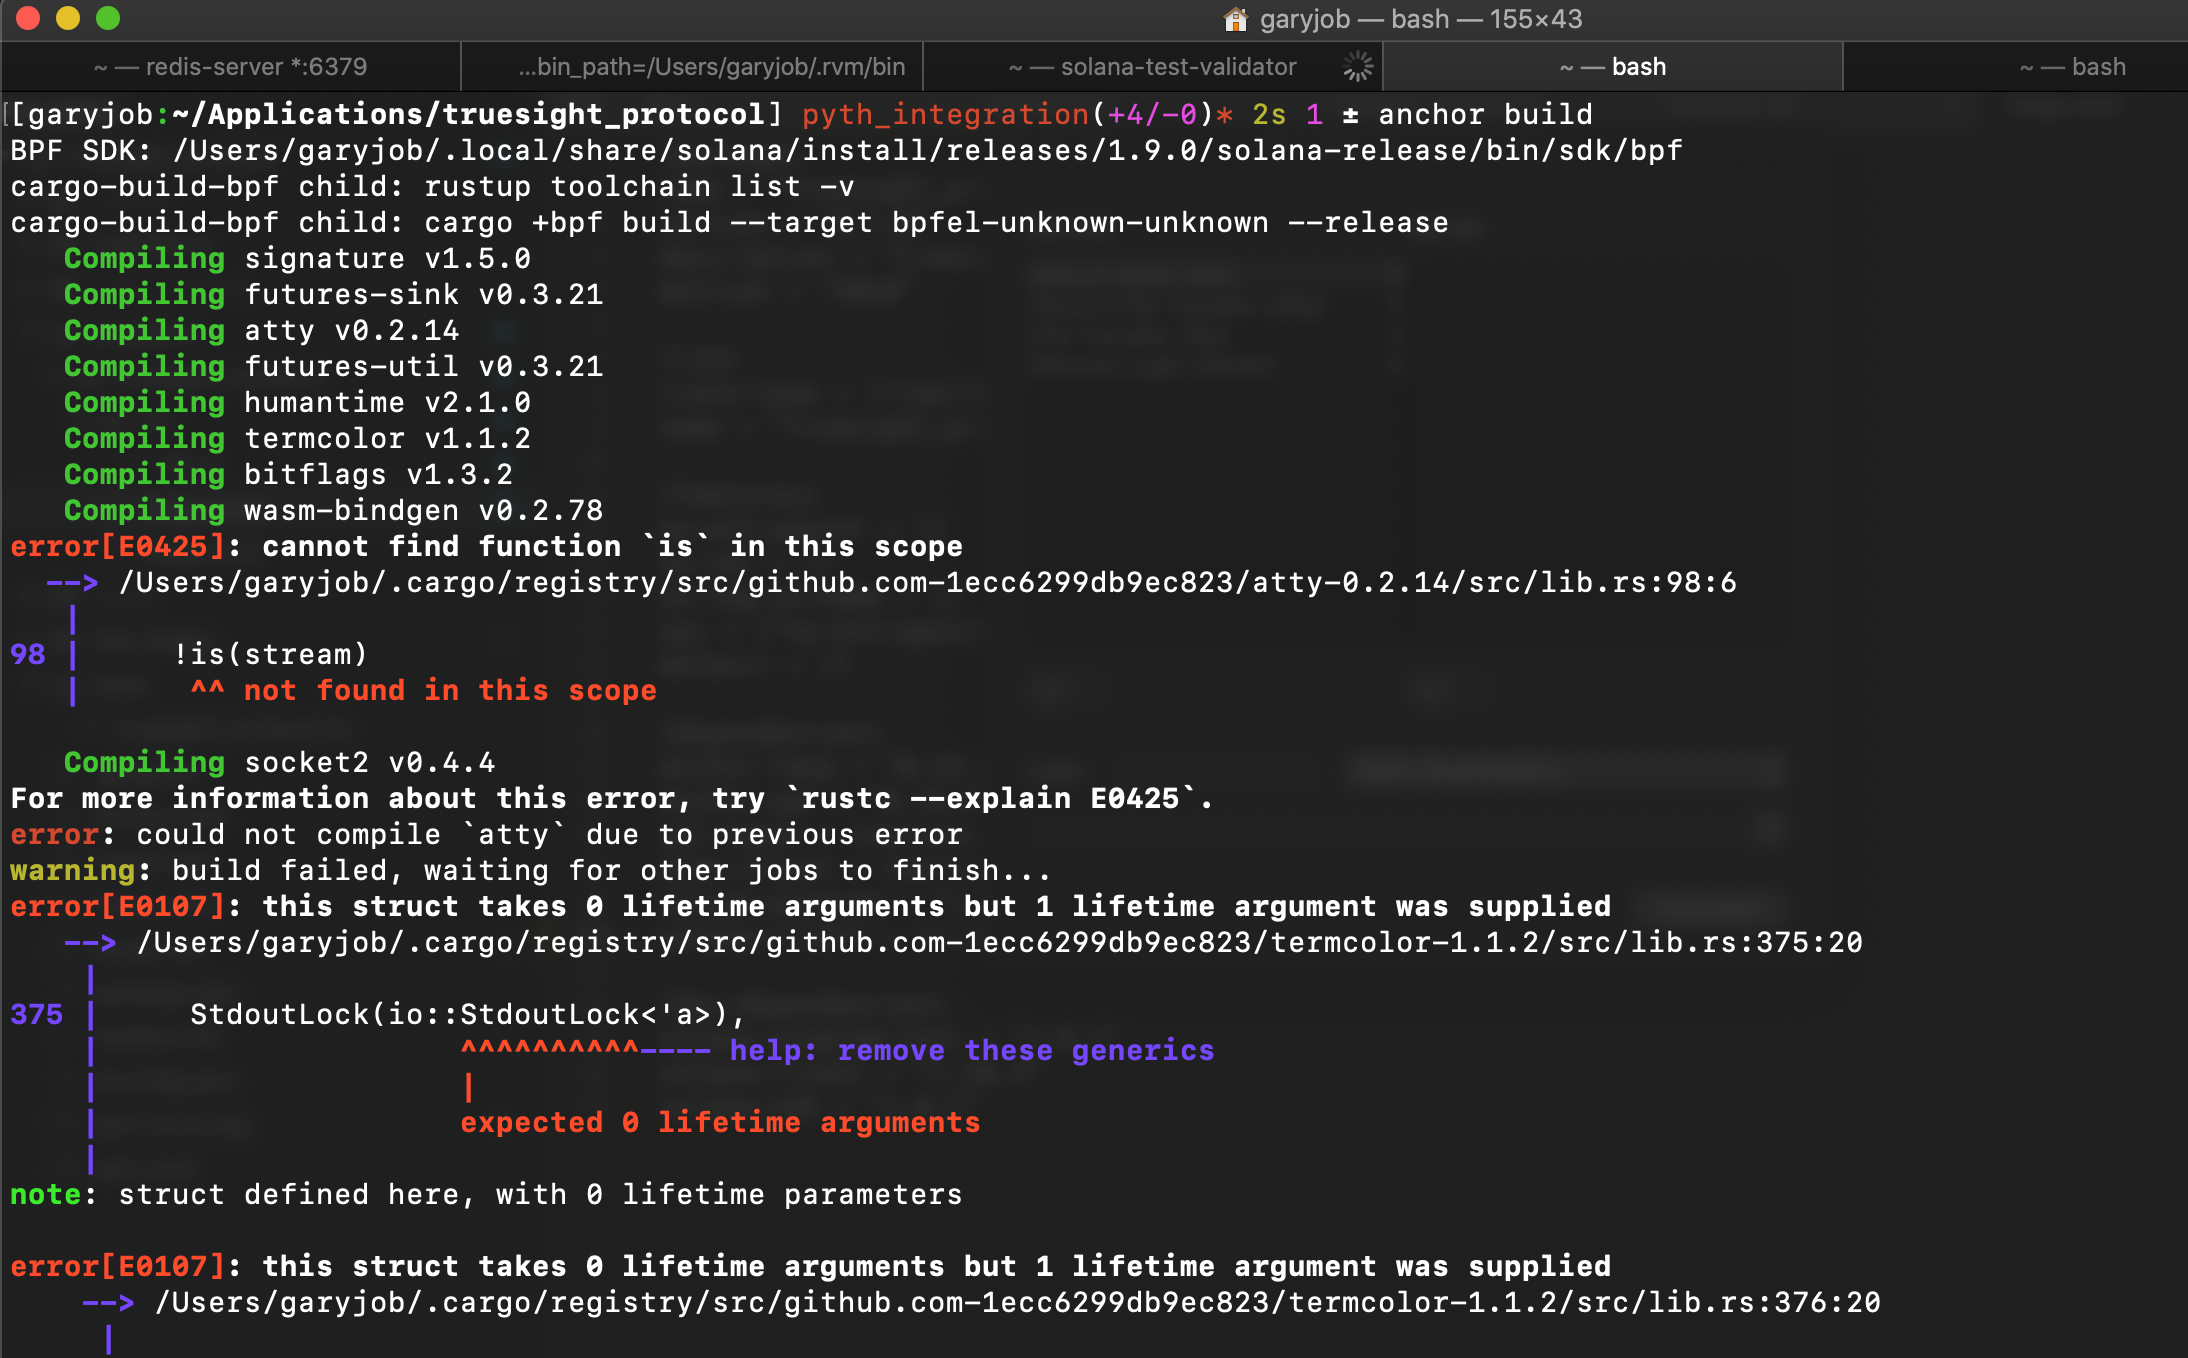 garyjob — bash — 155×43
~ — redis-server *:6379
...bin_path=/Users/garyjob/.rvm/bin
~ — solana-test-validator
~ — bash
~ — bash
[[garyjob:~/Applications/truesight_protocol] pyth_integration(+4/-0)* 2s 1 ± anchor build
BPF SDK: /Users/garyjob/.local/share/solana/install/releases/1.9.0/solana-release/bin/sdk/bpf
cargo-build-bpf child: rustup toolchain list -v
cargo-build-bpf child: cargo +bpf build --target bpfel-unknown-unknown --release
   Compiling signature v1.5.0
   Compiling futures-sink v0.3.21
   Compiling atty v0.2.14
   Compiling futures-util v0.3.21
   Compiling humantime v2.1.0
   Compiling termcolor v1.1.2
   Compiling bitflags v1.3.2
   Compiling wasm-bindgen v0.2.78
error[E0425]: cannot find function `is` in this scope
  --> /Users/garyjob/.cargo/registry/src/github.com-1ecc6299db9ec823/atty-0.2.14/src/lib.rs:98:6
   |
98 |     !is(stream)
   |      ^^ not found in this scope
   Compiling socket2 v0.4.4
For more information about this error, try `rustc --explain E0425`.
error: could not compile `atty` due to previous error
warning: build failed, waiting for other jobs to finish...
error[E0107]: this struct takes 0 lifetime arguments but 1 lifetime argument was supplied
   --> /Users/garyjob/.cargo/registry/src/github.com-1ecc6299db9ec823/termcolor-1.1.2/src/lib.rs:375:20
    |
375 |     StdoutLock(io::StdoutLock<'a>),
    |                    ^^^^^^^^^^---- help: remove these generics
    |                    |
    |                    expected 0 lifetime arguments
    |
note: struct defined here, with 0 lifetime parameters
error[E0107]: this struct takes 0 lifetime arguments but 1 lifetime argument was supplied
    --> /Users/garyjob/.cargo/registry/src/github.com-1ecc6299db9ec823/termcolor-1.1.2/src/lib.rs:376:20
     |